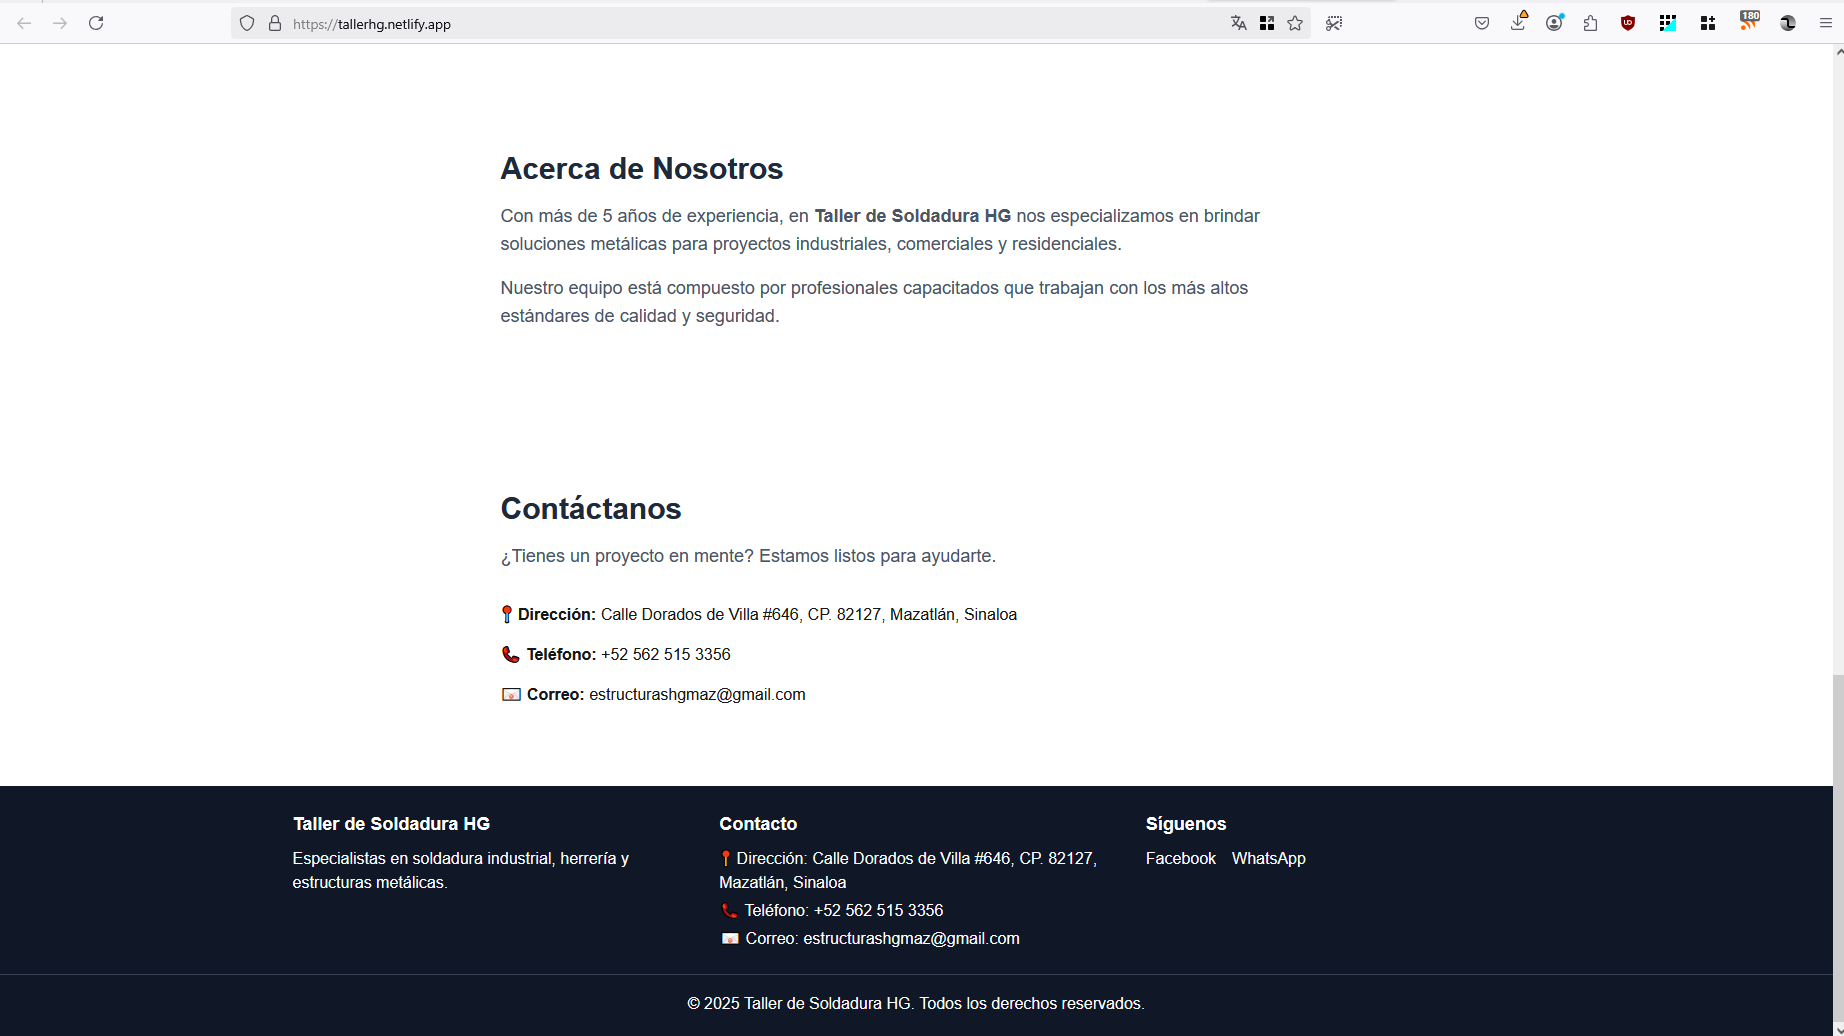 https://tallerhg.netlify.app
180
Acerca de Nosotros
Con más de 5 años de experiencia, en Taller de Soldadura HG nos especializamos en brindar
soluciones metálicas para proyectos industriales, comerciales y residenciales.
Nuestro equipo está compuesto por profesionales capacitados que trabajan con los más altos
estándares de calidad y seguridad.
Contáctanos
¿Tienes un proyecto en mente? Estamos listos para ayudarte.
📍Dirección: Calle Dorados de Villa #646, CP. 82127, Mazatlán, Sinaloa
📞 Teléfono: +52 562 515 3356
📧 Correo: estructurashgmaz@gmail.com
Taller de Soldadura HG
Especialistas en soldadura industrial, herrería y
estructuras metálicas.
Contacto
📍Dirección: Calle Dorados de Villa #646, CP. 82127,
Mazatlán, Sinaloa
📞 Teléfono: +52 562 515 3356
📧 Correo: estructurashgmaz@gmail.com
Síguenos
Facebook WhatsApp
© 2025 Taller de Soldadura HG. Todos los derechos reservados.